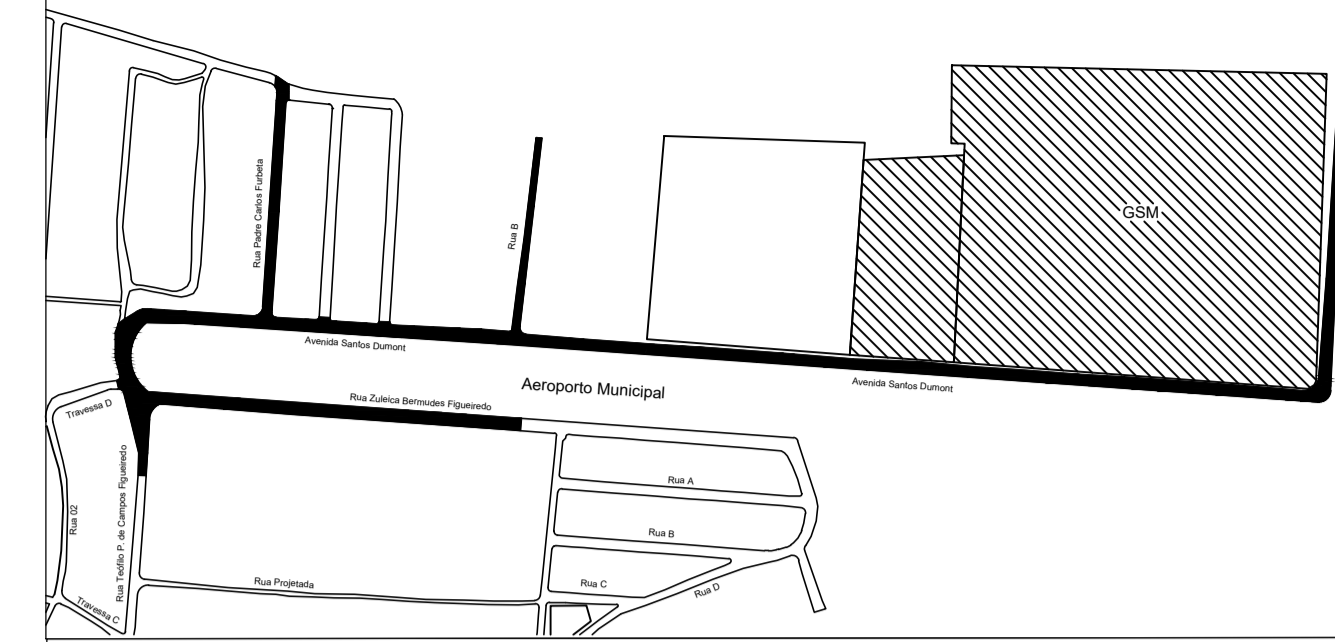 GSM
Rua Padre Carlos Furbeta
Rua B
Avenida Santos Dumont
Aeroporto Municipal
Avenida Santos Dumont
Rua Zuleica Bermudes Figueiredo
Travessa D
Rua Teófilo P. de Campos Figueiredo
Rua 02
Rua A
Rua B
Rua C
Rua D
Rua Projetada
Travessa C